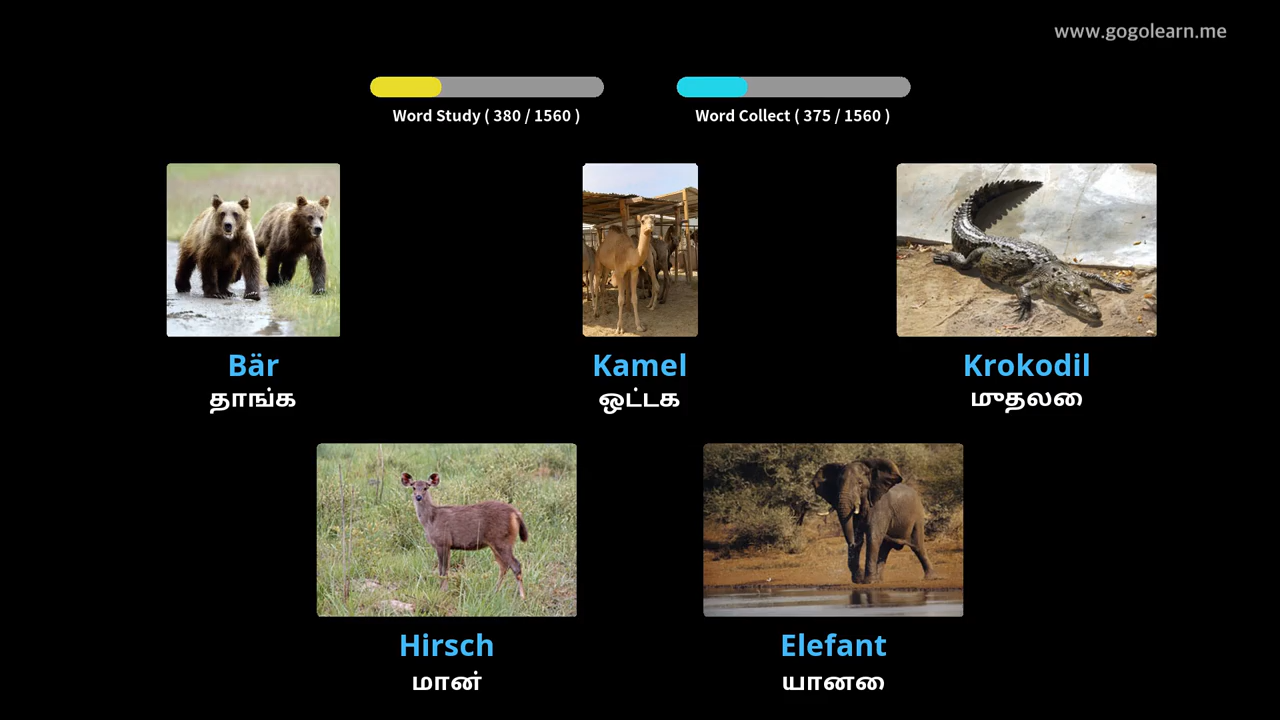 www.gogolearn.me
Word Study ( 380 / 1560 )
Word Collect ( 375 / 1560 )
Bär
Kamel
Krokodil
தாங்க
ஒட்டக
முதலை
Hirsch
Elefant
மான்
யானை